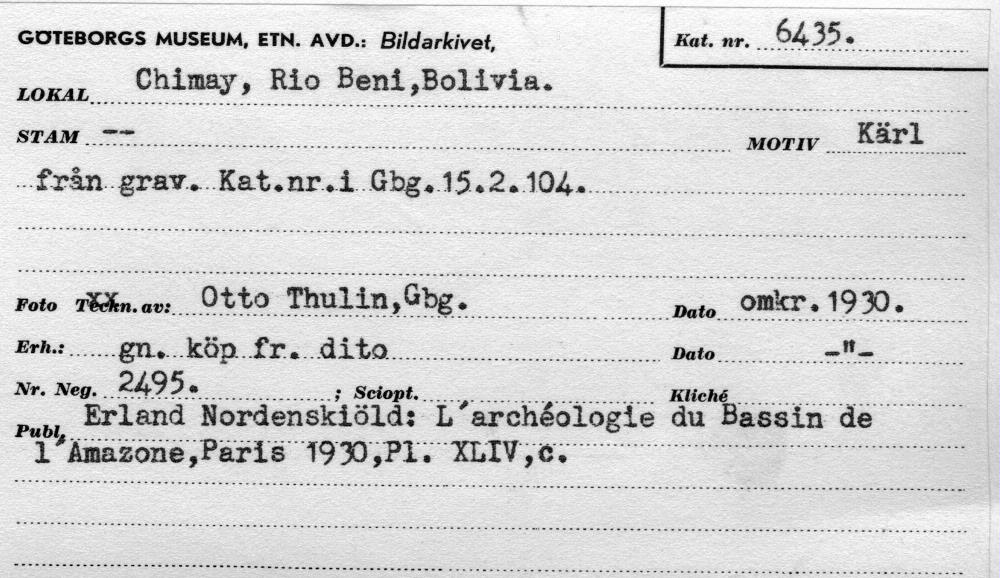 GÖTEBORGS MUSEUM, ETN. AVD.: Bildarkivet, Kat. nr. 6435.
LOKAL Chimay, Rio Beni,Bolivia.
STAM -- MOTIV Kärl
från grav. Kat.nr.i Gbg.15.2.104.
Foto Teckn. av: Otto Thulin,Gbg. Dato omkr.1930.
Erh.: gn. köp fr. dito Dato -"-
Nr. Neg. 2495. ; Sciopt. Kliché
Publ. Erland Nordenskiöld: L´archéologie du Bassin de
l´Amazone,Paris 1930,Pl. XLIV,c.